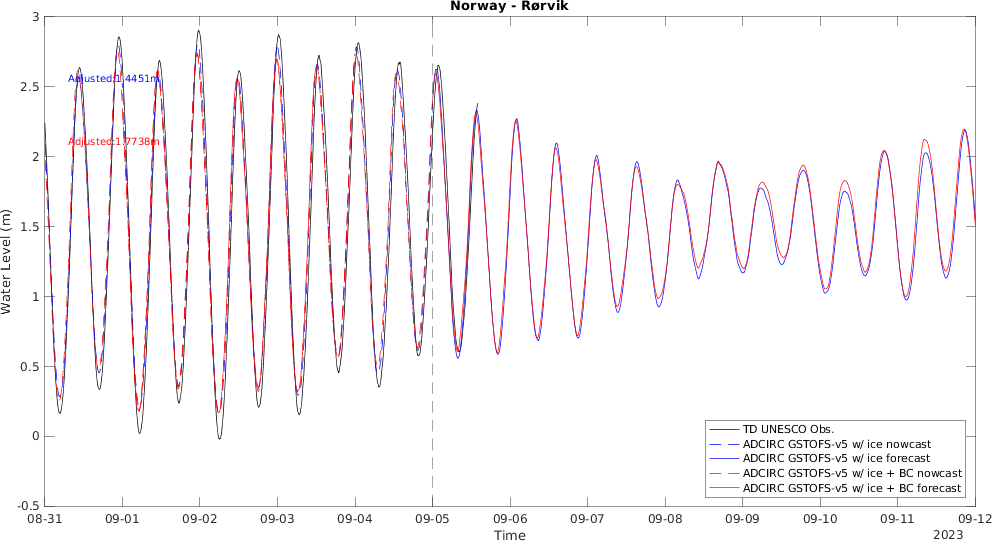 Norway - Rørvik
3
2.5
2
1.5
1
0.5
0
-0.5
Water Level (m)
Adjusted:1.4451m
Adjusted:1.7738m
TD UNESCO Obs.
ADCIRC GSTOFS-v5 w/ ice nowcast
ADCIRC GSTOFS-v5 w/ ice forecast
ADCIRC GSTOFS-v5 w/ ice + BC nowcast
ADCIRC GSTOFS-v5 w/ ice + BC forecast
08-31 09-01 09-02 09-03 09-04 09-05 09-06 09-07 09-08 09-09 09-10 09-11 09-12
Time
2023